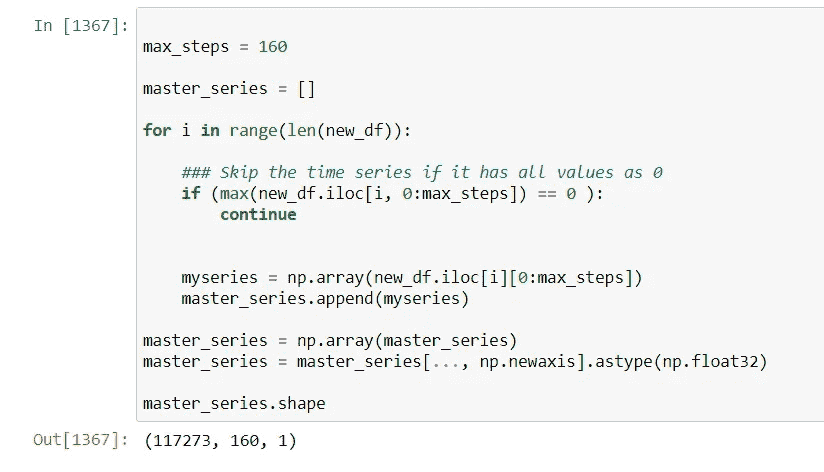 In [1367]:
max_steps = 160
master_series = []
for i in range(len(new_df)):
    ### Skip the time series if it has all values as 0
    if (max(new_df.iloc[i, 0:max_steps]) == 0 ):
        continue
    myseries = np.array(new_df.iloc[i][0:max_steps])
    master_series.append(myseries)
master_series = np.array(master_series)
master_series = master_series[..., np.newaxis].astype(np.float32)
master_series.shape
Out[1367]: (117273, 160, 1)